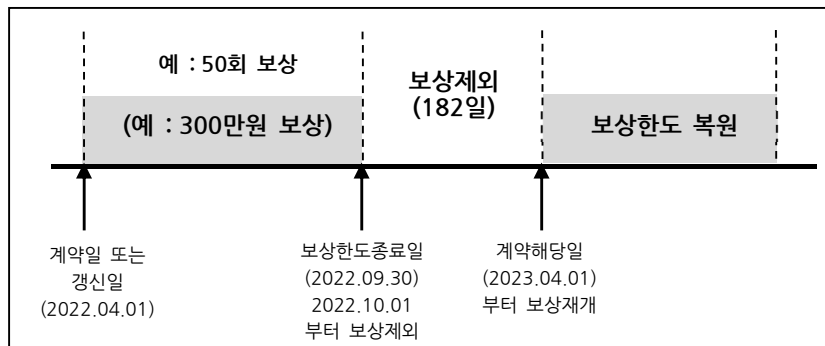 예 : 50회 보상
(예 : 300만원 보상)
보상제외
(182일)
보상한도 복원
계약일 또는
갱신일
(2022.04.01)
보상한도종료일
(2022.09.30)
2022.10.01
부터 보상제외
계약해당일
(2023.04.01)
부터 보상재개